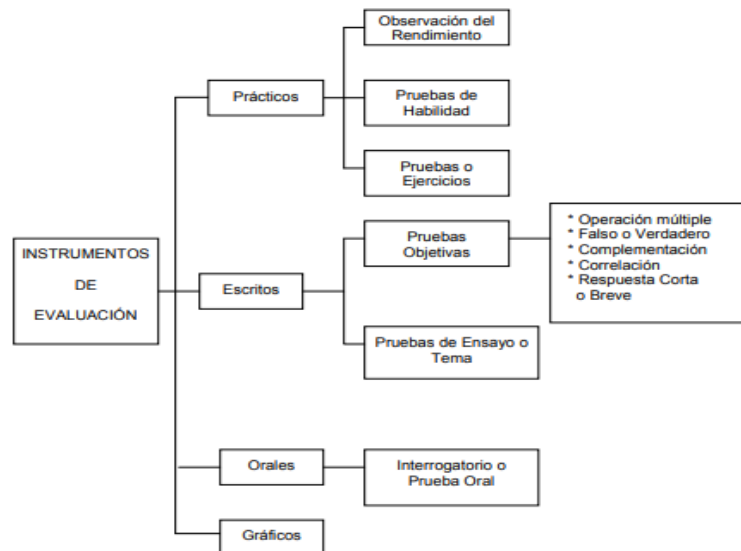 Observación del
Rendimiento
Prácticos
Pruebas de
Habilidad
Pruebas o
Ejercicios
INSTRUMENTOS
DE
EVALUACIÓN
Escritos
Pruebas
Objetivas
* Operación múltiple
* Falso o Verdadero
* Complementación
* Correlación
* Respuesta Corta
o Breve
Pruebas de Ensayo o
Tema
Orales
Interrogatorio o
Prueba Oral
Gráficos